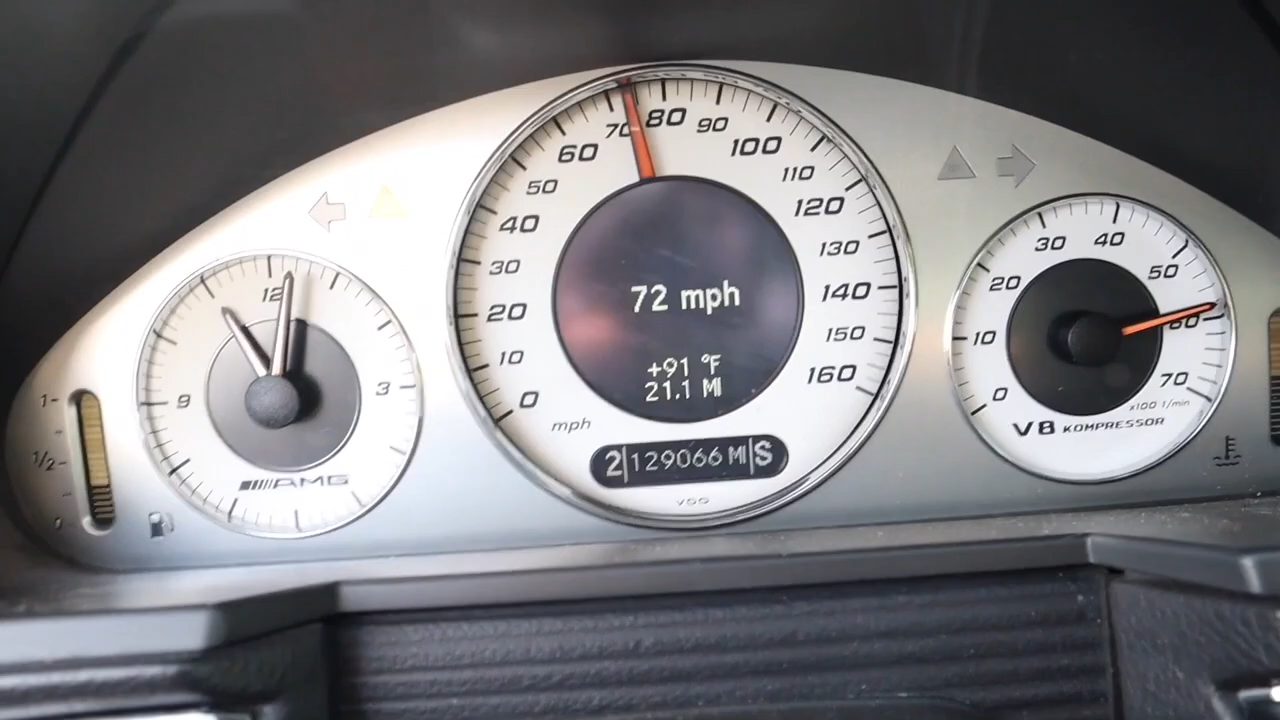 70 80 90
60 100
50 110
40 120
30 130
20 140
10 150
0 160
mph
72 mph
+91 °F
21.1 MI
2 129066 MI S
VDO
12
9 3
AMG
1
1/2
0
30 40
20 50
10 60
0 70
x100 1/min
V8 KOMPRESSOR